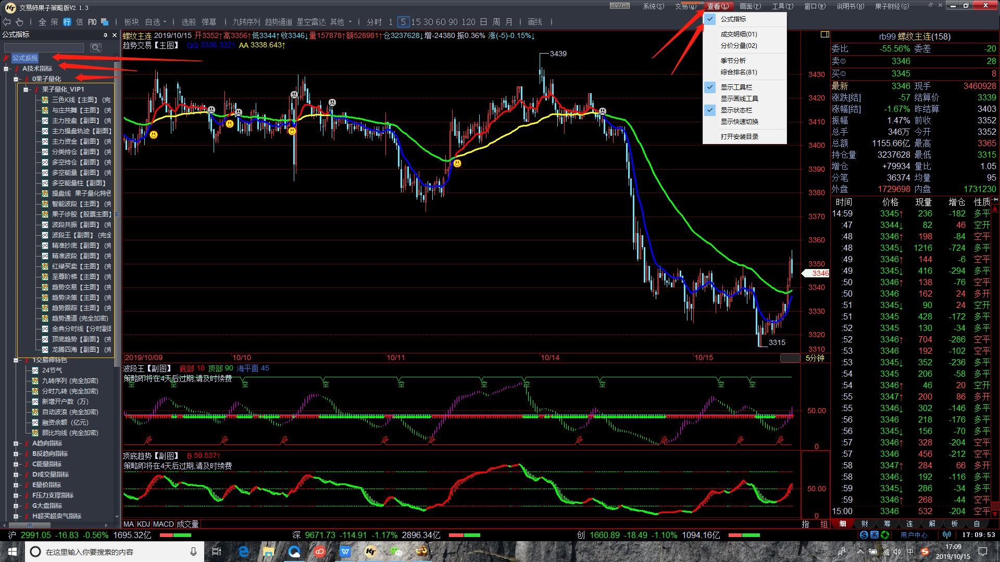 交易师果子策略版V2.1.3
VIP 系统(S) 交易(Q) 查看(L) 画面(P) 工具(T) 窗口(W) 说明书(H) 果子财经(G)
全 策 行 信 F10 板块 自选 选股 弹幕 九转序列 趋势通道 星空雷达 其他 分时 1 5 15 30 60 90 120 日 周 月 画线
公式指标
公式系统
A技术指标
0果子量化
果子量化_VIP1
三色K线【主图】 (完
与庄共舞【主图】 (完
主力控盘【副图】 (完
主力操盘轨迹【副图】
主力资金【副图】 (完
分类持仓【副图】 (完
多空持仓【副图】 (完
多空能量【副图】 (完
多空能量柱【副图】
操盘线 果子量化特色
智能波段【主图】 (完
果子诊股【股票主图】
波段共振【副图】 (完
波段王【副图】 (完全
精准抄底【副图】 (完
精准波段【副图】 (完
红绿买卖【主图】 (完
至尊阶梯【主图】 (完
趋势交易【主图】 (完
趋势决策【主图】 (完
趋势跟踪【主图】 (完
趋势通道 (完全加密)
金典分时线【分时副图
顶底趋势【副图】 (完
龙腾四海【副图】 (完
1交易师特色
24节气
九转序列 (完全加密)
分时九转 (完全加密)
新增开户数（万）
自动波浪 (完全加密)
融资余额（亿元）
顾比均线 (完全加密)
A趋向指标
B反趋向指标
C能量指标
D成交量指标
E量价指标
F压力支撑指标
G大盘指标
H超买超卖气指标
螺纹主连 2019/10/15 开3352↑高3356↑低3344↑收3346↓量157878↑额528981↑仓3237628↓增-24380 振0.36% 涨(-5)-0.15%↓
趋势交易【主图】 QQ 3336.322↑ AA 3338.643↑
3439
3315
3430
3420
3410
3400
3390
3380
3370
3360
3350
3346
3340
3330
3320
3310
2019/10/09 10/10 10/11 10/14 10/15 5分钟
波段王【副图】 底部 10 顶部 90 海平面 45
策略即将在4天后过期,请及时续费
空 空 空 空 空 空 空 空 空 空
50.00
多 多 多 多 多 多 多 多 多
0
顶底趋势【副图】 B 59.537↑
策略即将在4天后过期,请及时续费
50.00
0
MA KDJ MACD 成交量 指 组
公式指标
成交明细(01)
分价分量(02)
季节分析
综合排名(81)
显示工具栏
显示画线工具
显示状态栏
显示快速切换
打开安装目录
rb99 螺纹主连(158)
委比 -55.56% 委差 -20
卖① 3346 28
买① 3345 8
最新 3346 现手 3460928
涨跌[结] -57 结算价 3339
涨幅[结] -1.67% 昨结算 3403
振幅 1.47% 前收 3352
总手 346万 今开 3352
总额 1155.66亿 最高 3365
持仓量 3237628 最低 3315
增仓 +79934 量比 1.05
分笔 36374 均量 95
外盘 1729698 内盘 1731230
时间 价格 现量 增仓 性质
14:59 3345↑ 236 -182 多平
:47 3344↓ 82 46 空开
:48 3346↑ 198 -84 空平
:48 3345↓ 1216 -724 多平
:49 3346↑ 144 -6 空平
:49 3345↓ 416 -294 多平
:50 3346↑ 138 -76 空平
:50 3346 162 24 多开
:51 3345↓ 90 24 空开
:51 3345 428 -172 多平
:52 3345 130 -34 多平
:52 3346↑ 704 -286 空平
:53 3346 192 -102 空平
:53 3345↓ 352 -236 多平
:54 3345 206 -58 多平
:54 3346↑ 46 20 空开
:55 3347↑ 200 86 多开
:55 3346↓ 302 -146 多平
:56 3346 218 -176 多平
:56 3345↓ 156 -70 多平
:57 3346↑ 328 -204 空平
:57 3346 456 -212 空平
:58 3347↑ 284 66 多开
:58 3346↓ 192 -116 多平
:59 3345↓ 286 -34 多平
:59 3346↑ 268 -44 空平
15:00 3346 532 -204 空平
细 财 筹 连 解 板 自
沪 2991.05 -16.83 -0.56% 1695.32亿 深 9671.73 -114.91 -1.17% 2896.34亿 创 1660.89 -18.49 -1.10% 1094.16亿 用户中心 17:09:53
在这里输入你要搜索的内容
中
17:09
2019/10/15